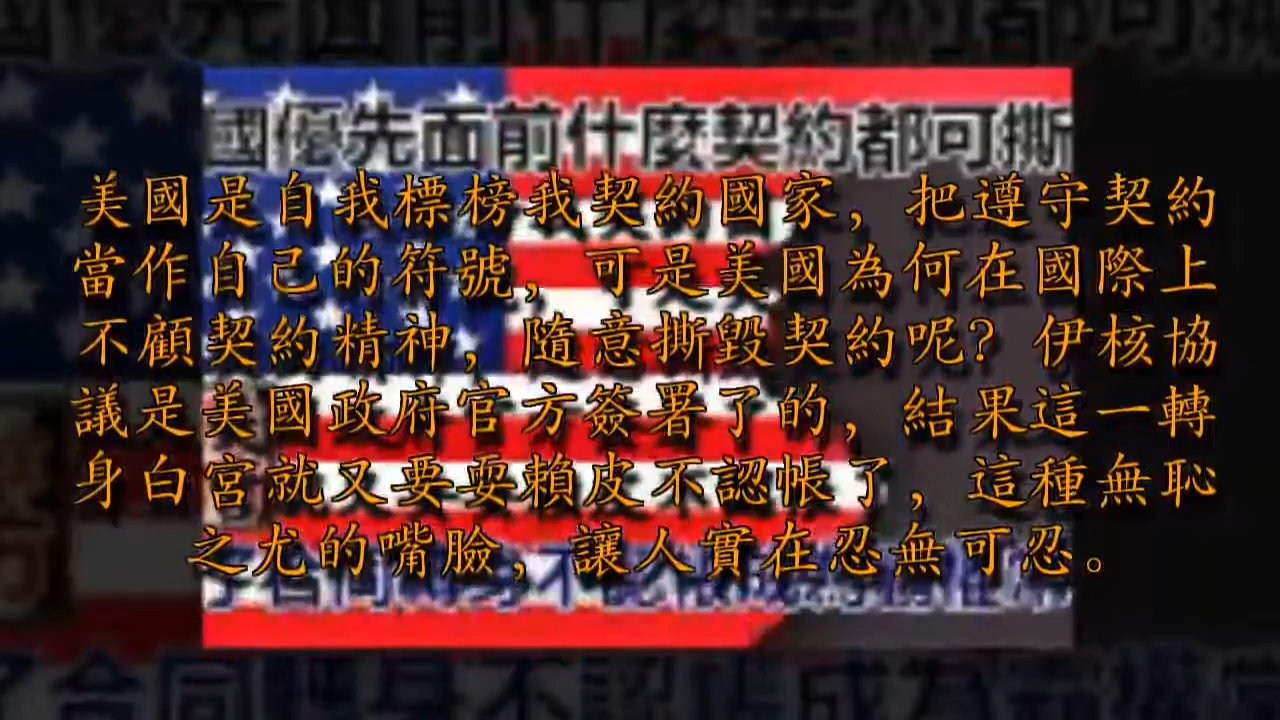 國優先面前什麼契約都可撕
美國是自我標榜我契約國家，把遵守契約
當作自己的符號，可是美國為何在國際上
不顧契約精神，隨意撕毀契約呢？伊核協
議是美國政府官方簽署了的，結果這一轉
身白宮就又要耍賴皮不認帳了，這種無恥
之尤的嘴臉，讓人實在忍無可忍。